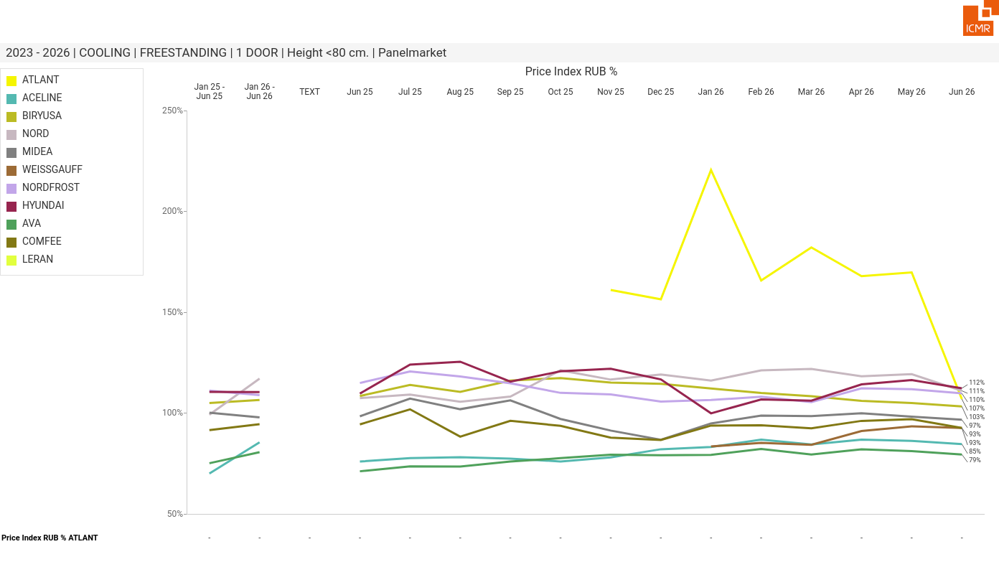 ICMR
2023 - 2026 | COOLING | FREESTANDING | 1 DOOR | Height <80 cm. | Panelmarket
Price Index RUB %
ATLANT
ACELINE
BIRYUSA
NORD
MIDEA
WEISSGAUFF
NORDFROST
HYUNDAI
AVA
COMFEE
LERAN
Jan 25 - Jan 26 -
Jun 25 Jun 26 TEXT Jun 25 Jul 25 Aug 25 Sep 25 Oct 25 Nov 25 Dec 25 Jan 26 Feb 26 Mar 26 Apr 26 May 26 Jun 26
250%
200%
150%
100%
50%
112%
111%
110%
107%
103%
97%
93%
93%
85%
79%
Price Index RUB % ATLANT - - - - - - - - - - - - - - - -